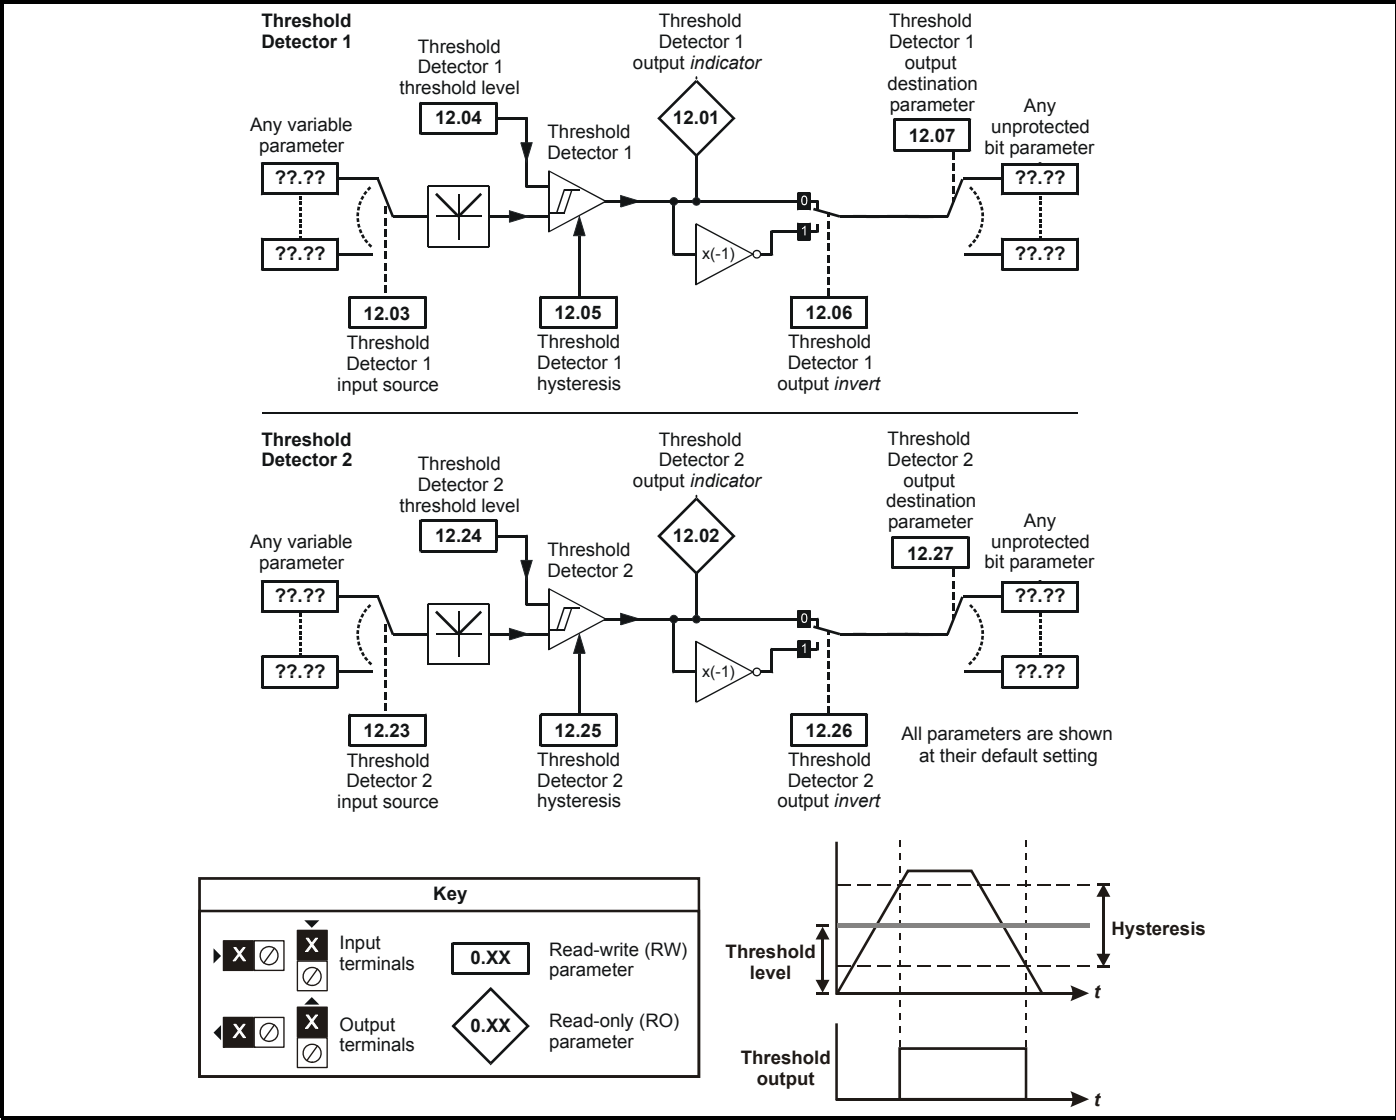 Threshold
Detector 1
Threshold
Detector 1
threshold level
12.04
Threshold
Detector 1
output indicator
12.01
Threshold
Detector 1
output
destination
parameter
12.07
Any
unprotected
bit parameter
??.??
??.??
Any variable
parameter
??.??
??.??
Threshold
Detector 1
0
1
x(-1)
12.03
Threshold
Detector 1
input source
12.05
Threshold
Detector 1
hysteresis
12.06
Threshold
Detector 1
output invert
Threshold
Detector 2
Threshold
Detector 2
threshold level
12.24
Threshold
Detector 2
output indicator
12.02
Threshold
Detector 2
output
destination
parameter
12.27
Any
unprotected
bit parameter
??.??
??.??
Any variable
parameter
??.??
??.??
Threshold
Detector 2
0
1
x(-1)
12.23
Threshold
Detector 2
input source
12.25
Threshold
Detector 2
hysteresis
12.26
Threshold
Detector 2
output invert
All parameters are shown
at their default setting
Key
X
X
Input
terminals
0.XX
Read-write (RW)
parameter
X
X
Output
terminals
0.XX
Read-only (RO)
parameter
Threshold
level
Hysteresis
t
Threshold
output
t